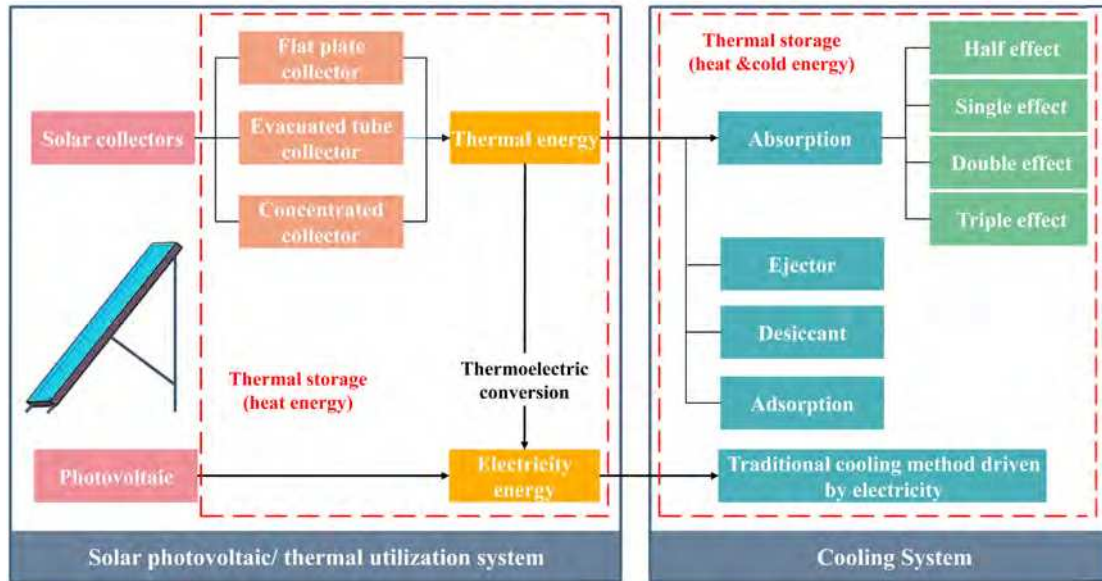 Flat plate
collector
Solar collectors
Evacuated tube
collector
Thermal energy
Concentrated
collector
Thermal storage
(heat energy)
Thermoelectric
conversion
Photovoltaic
Electricity
energy
Solar photovoltaic/ thermal utilization system
Thermal storage
(heat &cold energy)
Absorption
Half effect
Single effect
Double effect
Triple effect
Ejector
Desiccant
Adsorption
Traditional cooling method driven
by electricity
Cooling System